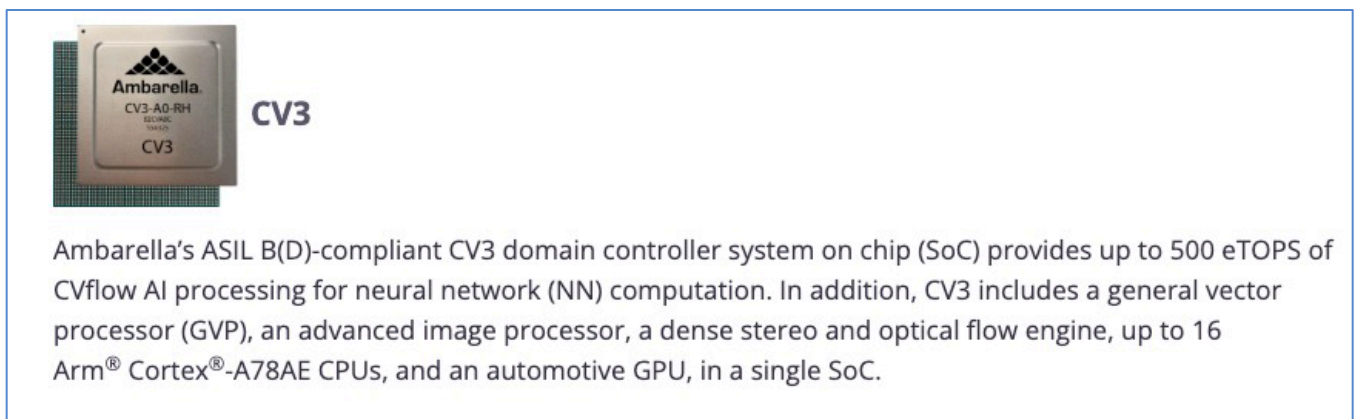 Ambarella.
CV3-A0-RH
CV3
CV3
Ambarella’s ASIL B(D)-compliant CV3 domain controller system on chip (SoC) provides up to 500 eTOPS of
CVflow AI processing for neural network (NN) computation. In addition, CV3 includes a general vector
processor (GVP), an advanced image processor, a dense stereo and optical flow engine, up to 16
Arm® Cortex®-A78AE CPUs, and an automotive GPU, in a single SoC.